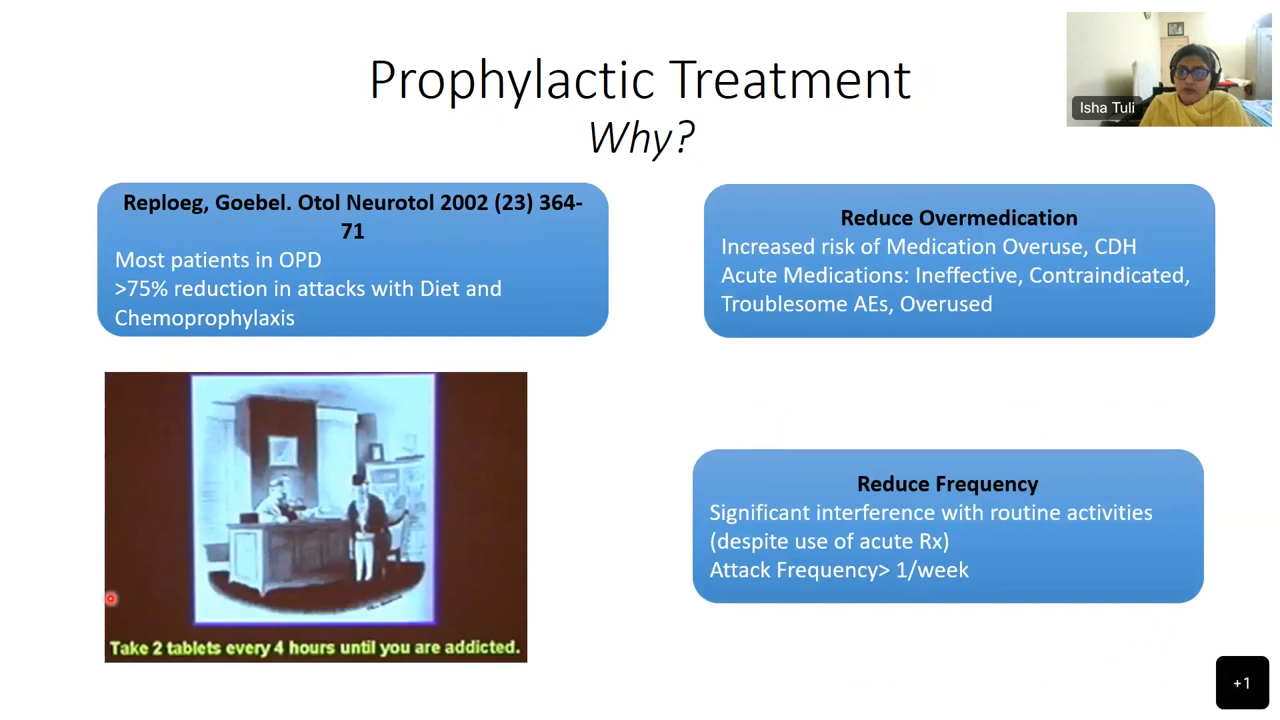 Prophylactic Treatment
Why?
Isha Tuli
Reploeg, Goebel. Otol Neurotol 2002 (23) 364-
71
Most patients in OPD
>75% reduction in attacks with Diet and
Chemoprophylaxis
Reduce Overmedication
Increased risk of Medication Overuse, CDH
Acute Medications: Ineffective, Contraindicated,
Troublesome AEs, Overused
Reduce Frequency
Significant interference with routine activities
(despite use of acute Rx)
Attack Frequency> 1/week
Take 2 tablets every 4 hours until you are addicted.
+1